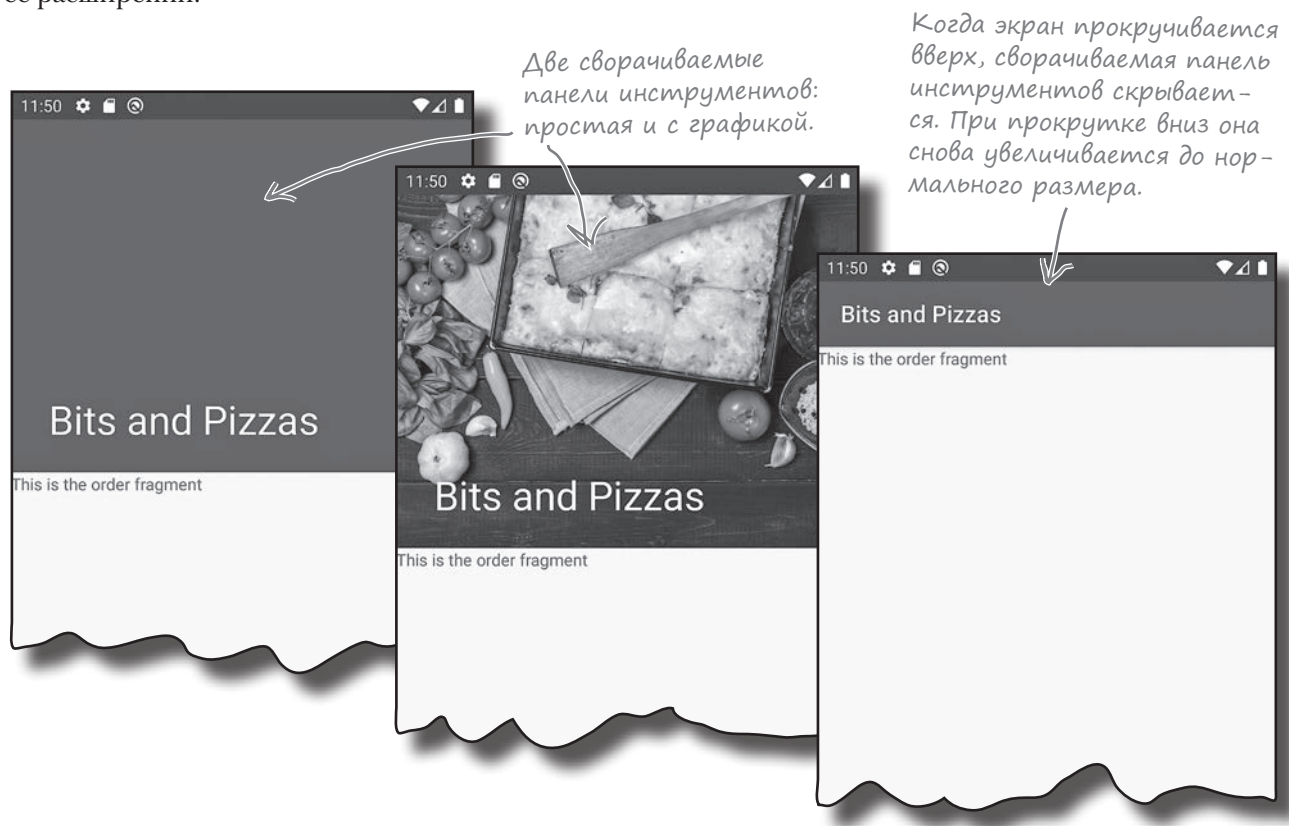 ее расширении.
Две сворачиваемые
панели инструментов:
простая и с графикой.
Когда экран прокручивается
вверх, сворачиваемая панель
инструментов скрывает-
ся. При прокрутке вниз она
снова увеличивается до нор-
мального размера.
11:50
Bits and Pizzas
This is the order fragment
11:50
Bits and Pizzas
This is the order fragment
11:50
Bits and Pizzas
This is the order fragment